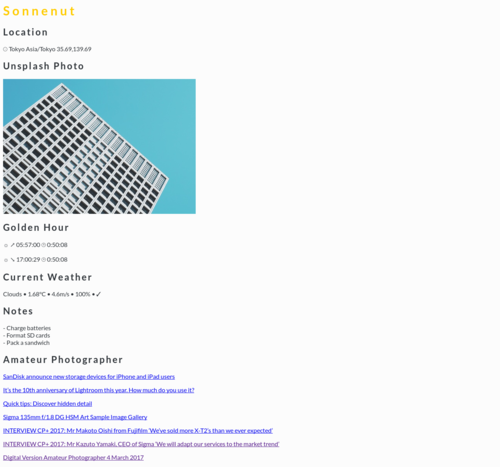 Sonnenut
Location
Tokyo Asia/Tokyo 35.69,139.69
Unsplash Photo
Golden Hour
05:57:00 0:50:08
17:00:29 0:50:08
Current Weather
Clouds • 1.68°C • 4.6m/s • 100% • ✓
Notes
- Charge batteries
- Format SD cards
- Pack a sandwich
Amateur Photographer
SanDisk announce new storage devices for iPhone and iPad users
It's the 10th anniversary of Lightroom this year. How much do you use it?
Quick tips: Discover hidden detail
Sigma 135mm f/1.8 DG HSM Art Sample Image Gallery
INTERVIEW CP+ 2017: Mr Makoto Oishi from Fujifilm 'We've sold more X-T2's than we ever expected'
INTERVIEW CP+ 2017: Mr Kazuto Yamaki, CEO of Sigma 'We will adapt our services to the market trend'
Digital Version Amateur Photographer 4 March 2017